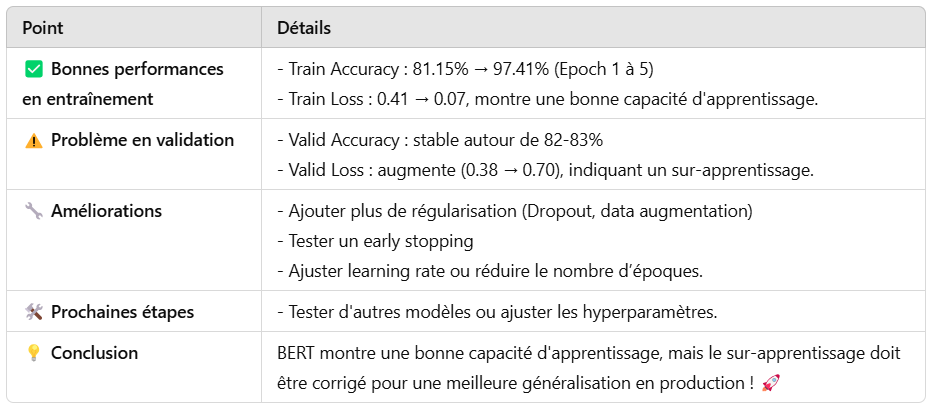 Point Détails
✅ Bonnes performances - Train Accuracy : 81.15% → 97.41% (Epoch 1 à 5)
en entraînement - Train Loss : 0.41 → 0.07, montre une bonne capacité d'apprentissage.
⚠️ Problème en validation - Valid Accuracy : stable autour de 82-83%
- Valid Loss : augmente (0.38 → 0.70), indiquant un sur-apprentissage.
🔧 Améliorations - Ajouter plus de régularisation (Dropout, data augmentation)
- Tester un early stopping
- Ajuster learning rate ou réduire le nombre d’époques.
🛠️ Prochaines étapes - Tester d'autres modèles ou ajuster les hyperparamètres.
💡 Conclusion BERT montre une bonne capacité d'apprentissage, mais le sur-apprentissage doit
être corrigé pour une meilleure généralisation en production ! 🚀